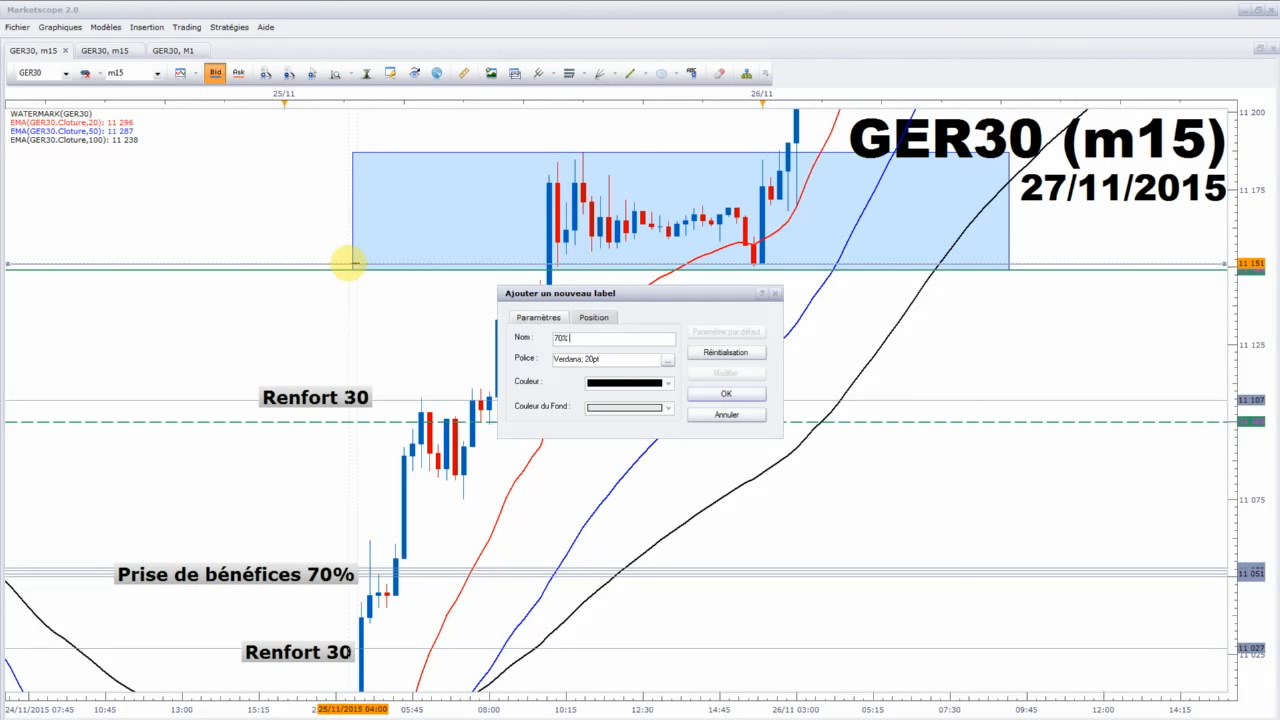 Marketscope 2.0
Fichier Graphiques Modèles Insertion Trading Stratégies Aide
GER30, m15 GER30, m15 GER30, M1
GER30 m15 Bid Ask ABC
25/11 26/11
WATERMARK(GER30)
EMA(GER30.Cloture,20): 11 296
EMA(GER30.Cloture,50): 11 287
EMA(GER30.Cloture,100): 11 238
GER30 (m15)
27/11/2015
11 200
11 175
11 151
11 125
11 107
11 075
11 051
11 027
11 025
Ajouter un nouveau label
Paramètres Position
Nom : 70%
Police : Verdana; 20pt ...
Couleur :
Couleur du Fond :
Paramètrer par défaut
Réinitialisation
Modifier
OK
Annuler
Renfort 30
Prise de bénéfices 70%
Renfort 30
24/11/2015 07:45 10:45 13:00 15:15 2 25/11/2015 04:00 05:45 08:00 10:15 12:30 14:45 26/11 03:00 05:15 07:30 09:45 12:00 14:15